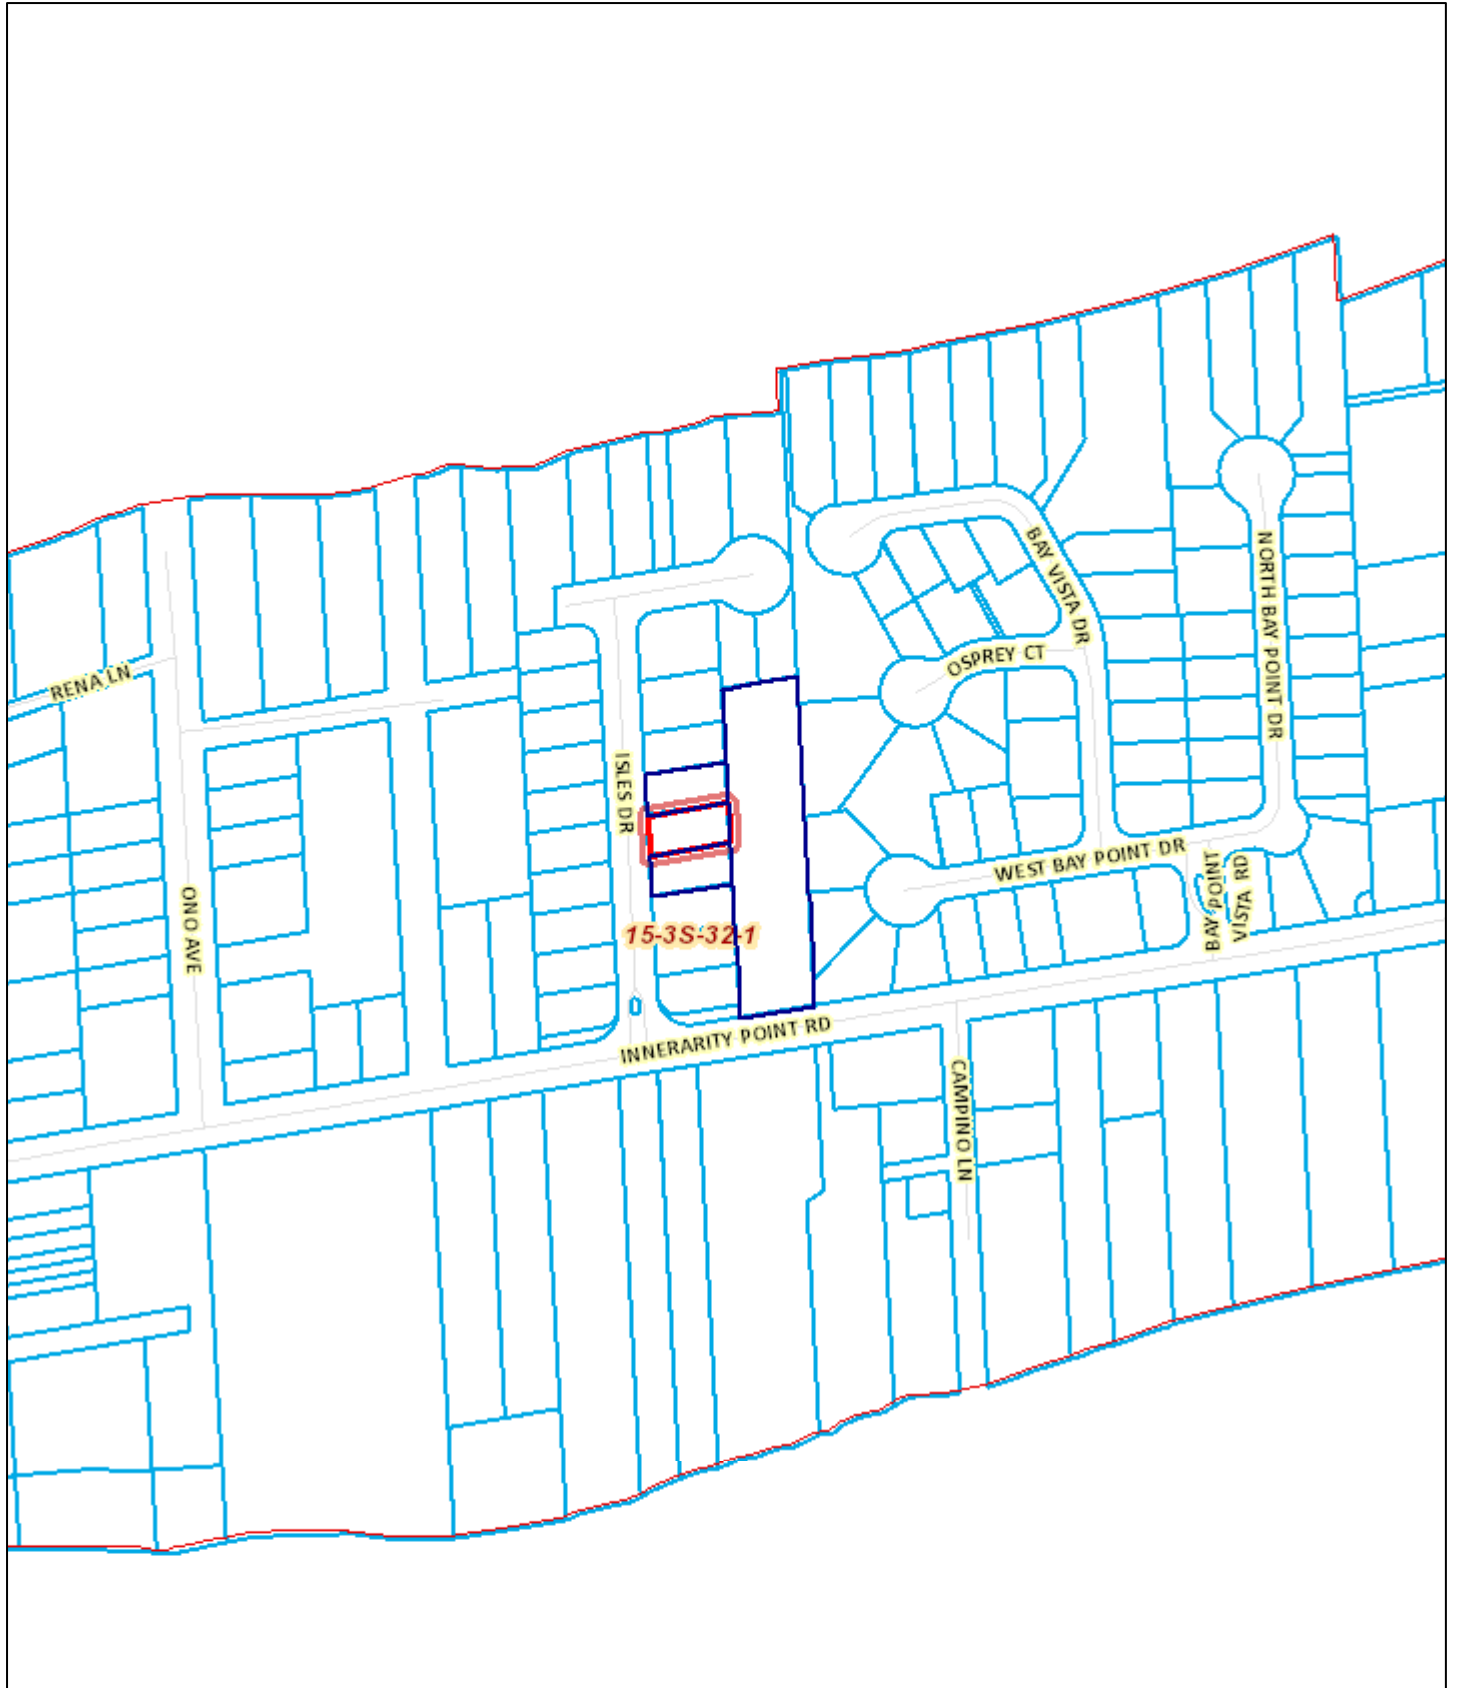 RENA LN
BAY VISTA DR
NORTH BAY POINT DR
OSPREY CT
ISLES DR
WEST BAY POINT DR
BAY POINT
VISTA RD
ONO AVE
15-3S-32-1
INNERARITY POINT RD
CAMPINO LN